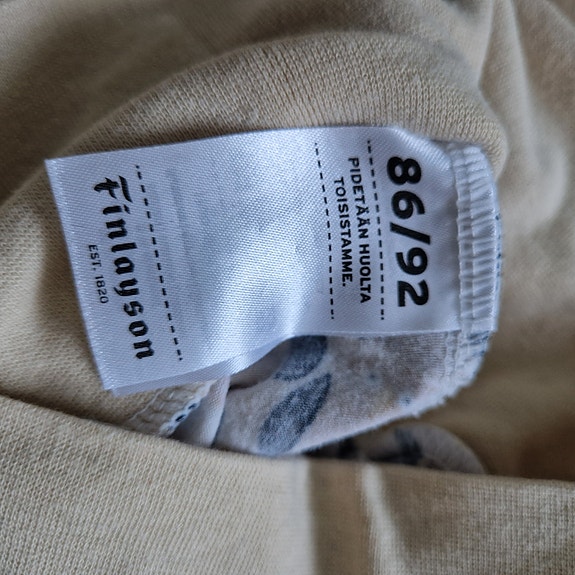 86/92
PIDETÄÄN HUOLTA
TOISISTAMME.
Finlayson
EST. 1820